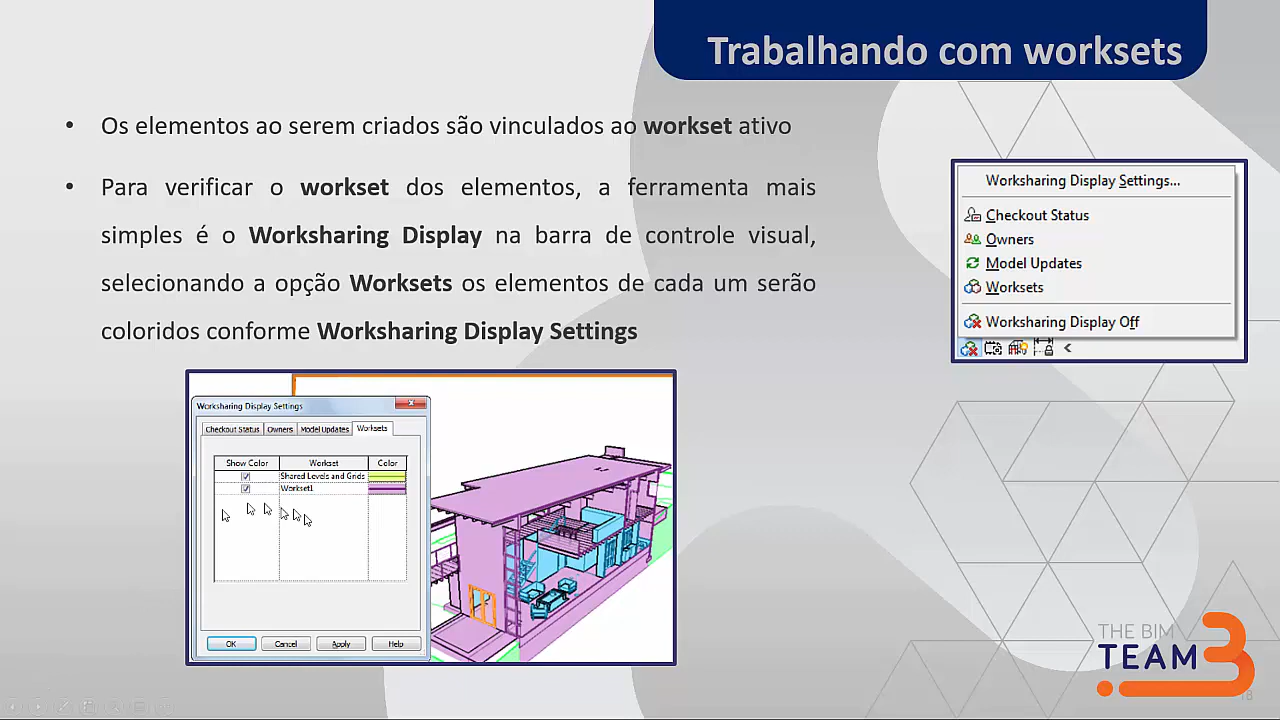 Trabalhando com worksets
• Os elementos ao serem criados são vinculados ao workset ativo
• Para verificar o workset dos elementos, a ferramenta mais
simples é o Worksharing Display na barra de controle visual,
selecionando a opção Worksets os elementos de cada um serão
coloridos conforme Worksharing Display Settings
Worksharing Display Settings...
Checkout Status
Owners
Model Updates
Worksets
Worksharing Display Off
Worksharing Display Settings
Checkout Status Owners Model Updates Worksets
Show Color Workset Color
Shared Levels and Grids
Workset1
OK Cancel Apply Help
THE BIM
TEAM 3
18